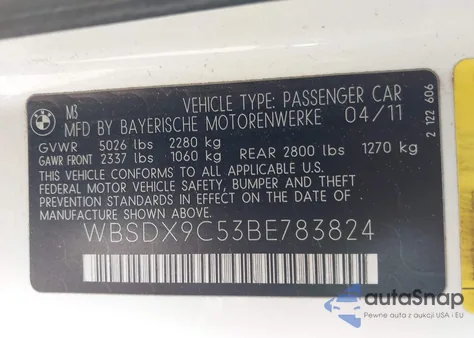 BMW
M3 VEHICLE TYPE: PASSENGER CAR
MFD BY BAYERISCHE MOTORENWERKE 04/11
GVWR 5026 lbs 2280 kg
GAWR FRONT 2337 lbs 1060 kg REAR 2800 lbs 1270 kg
THIS VEHICLE CONFORMS TO ALL APPLICABLE
FEDERAL MOTOR VEHICLE SAFETY, BUMPER AND THEFT
PREVENTION STANDARDS IN EFFECT ON THE DATE
OF MANUFACTURE SHOWN ABOVE.
WBSDX9C53BE783824
2 122 606
autoSnap
Pewne auta z USA i EU